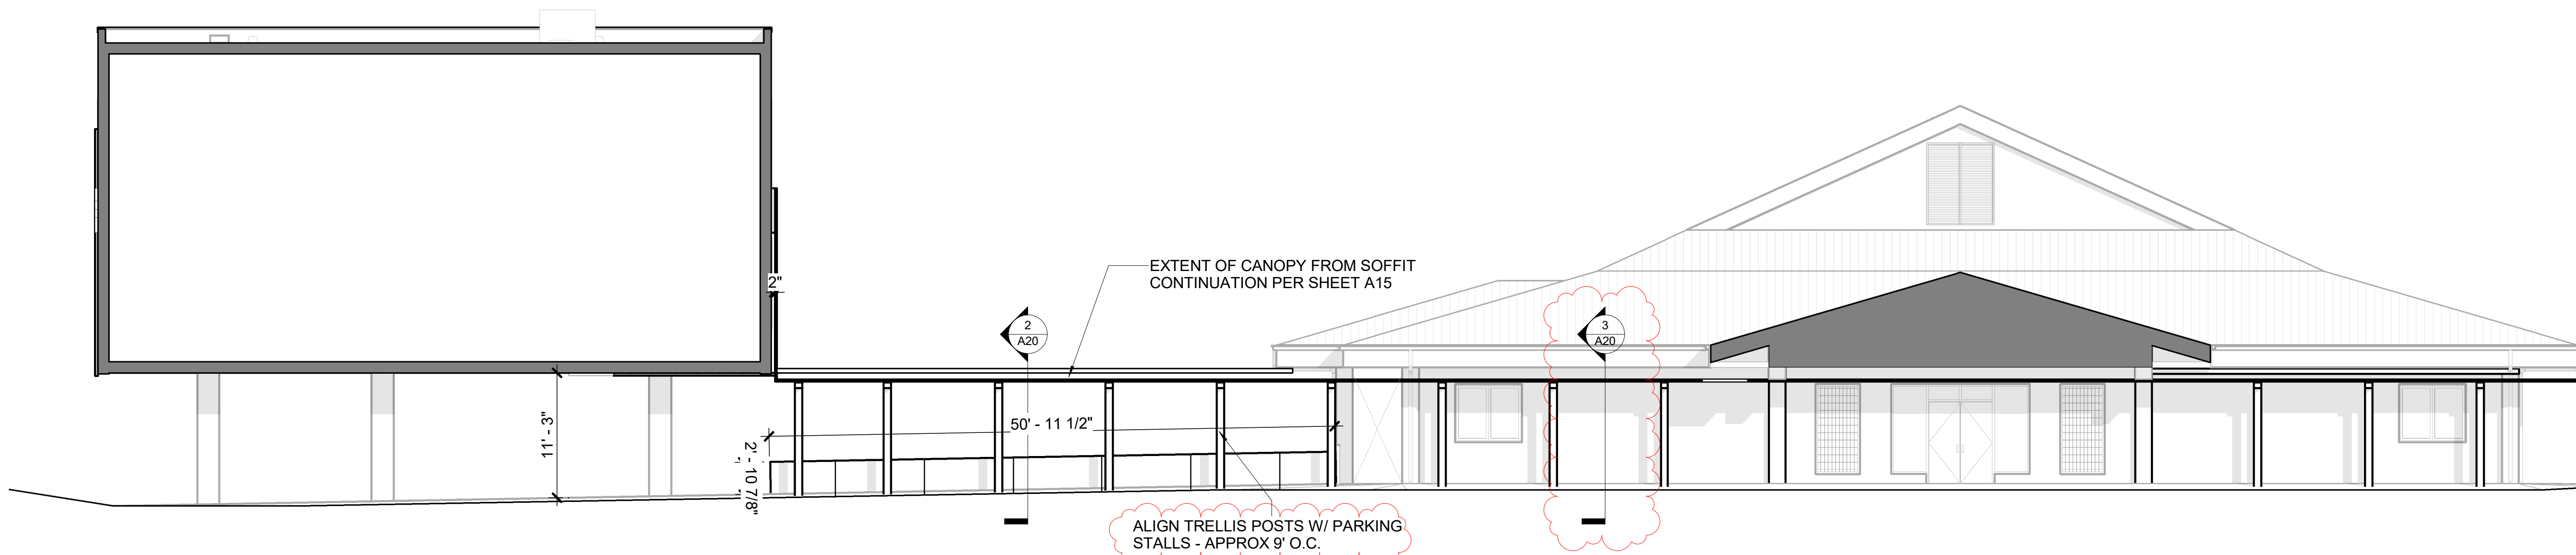 EXTENT OF CANOPY FROM SOFFIT
CONTINUATION PER SHEET A15
2"
2
A20
3
A20
11' - 3"
50' - 11 1/2"
2' - 10 7/8"
ALIGN TRELLIS POSTS W/ PARKING
STALLS - APPROX 9' O.C.